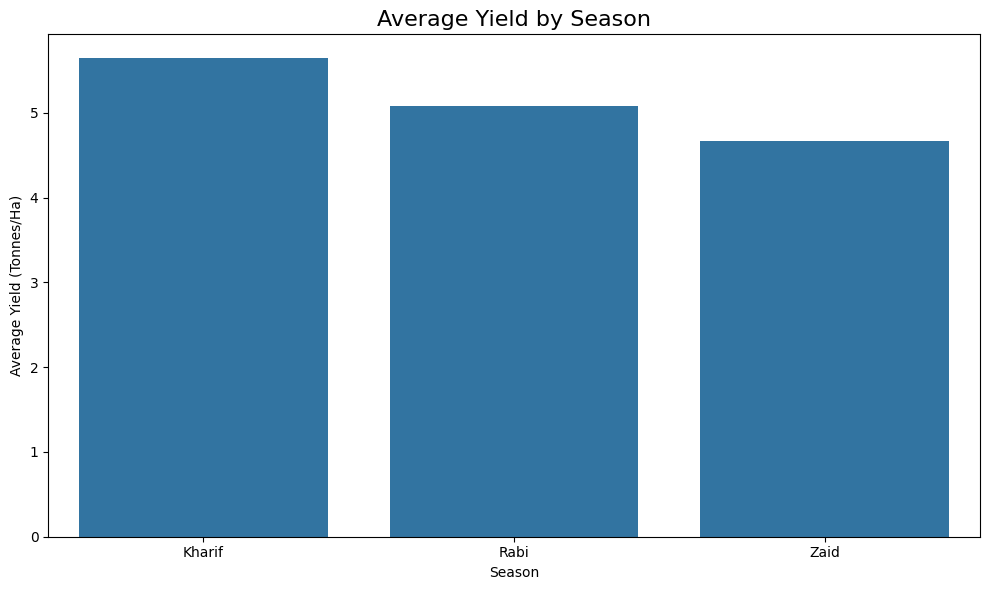 Average Yield by Season
Average Yield (Tonnes/Ha)
5
4
3
2
1
0
Kharif
Rabi
Zaid
Season